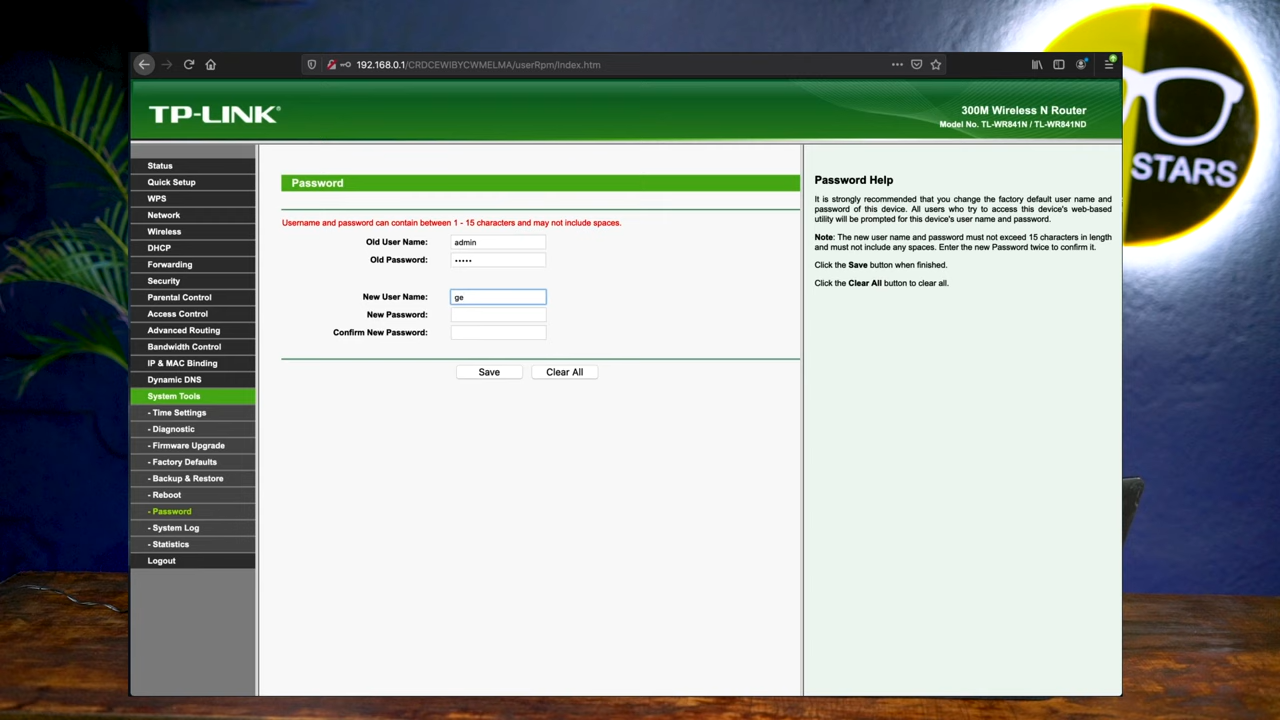 192.168.0.1/CRDCEWIBYCWMELMA/userRpm/Index.htm
TP-LINK®
300M Wireless N Router
Model No. TL-WR841N / TL-WR841ND
STARS
Status
Quick Setup
WPS
Network
Wireless
DHCP
Forwarding
Security
Parental Control
Access Control
Advanced Routing
Bandwidth Control
IP & MAC Binding
Dynamic DNS
System Tools
- Time Settings
- Diagnostic
- Firmware Upgrade
- Factory Defaults
- Backup & Restore
- Reboot
- Password
- System Log
- Statistics
Logout
Password
Username and password can contain between 1 - 15 characters and may not include spaces.
Old User Name: admin
Old Password: •••••
New User Name: ge
New Password:
Confirm New Password:
Save Clear All
Password Help
It is strongly recommended that you change the factory default user name and
password of this device. All users who try to access this device's web-based
utility will be prompted for this device's user name and password.
Note: The new user name and password must not exceed 15 characters in length
and must not include any spaces. Enter the new Password twice to confirm it.
Click the Save button when finished.
Click the Clear All button to clear all.